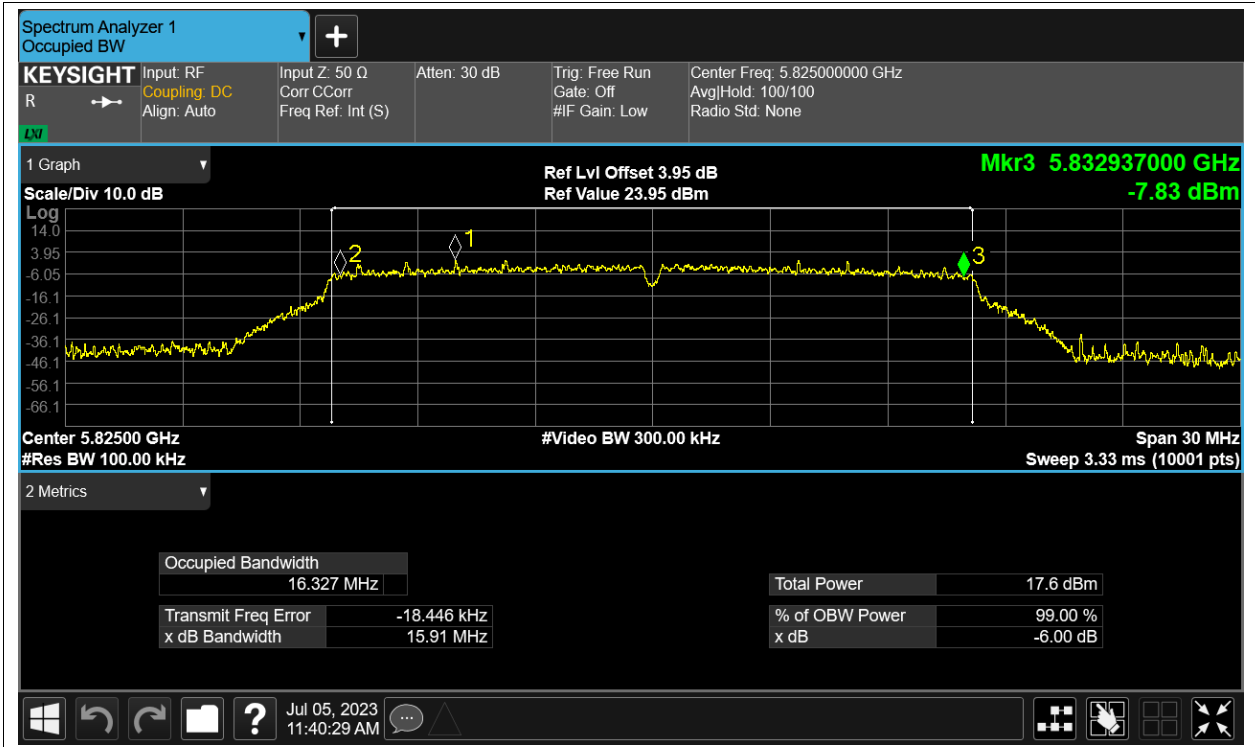 Spectrum Analyzer 1
Occupied BW
+
KEYSIGHT
R
LXI
Input: RF
Coupling: DC
Align: Auto
Input Z: 50 Ω
Corr CCorr
Freq Ref: Int (S)
Atten: 30 dB
Trig: Free Run
Gate: Off
#IF Gain: Low
Center Freq: 5.825000000 GHz
Avg|Hold: 100/100
Radio Std: None
1 Graph
Scale/Div 10.0 dB
Ref Lvl Offset 3.95 dB
Ref Value 23.95 dBm
Mkr3 5.832937000 GHz
-7.83 dBm
Log
14.0
3.95
-6.05
-16.1
-26.1
-36.1
-46.1
-56.1
-66.1
2
1
3
Center 5.82500 GHz
#Res BW 100.00 kHz
#Video BW 300.00 kHz
Span 30 MHz
Sweep 3.33 ms (10001 pts)
2 Metrics
Occupied Bandwidth
16.327 MHz
Transmit Freq Error -18.446 kHz
x dB Bandwidth 15.91 MHz
Total Power 17.6 dBm
% of OBW Power 99.00 %
x dB -6.00 dB
?
Jul 05, 2023
11:40:29 AM